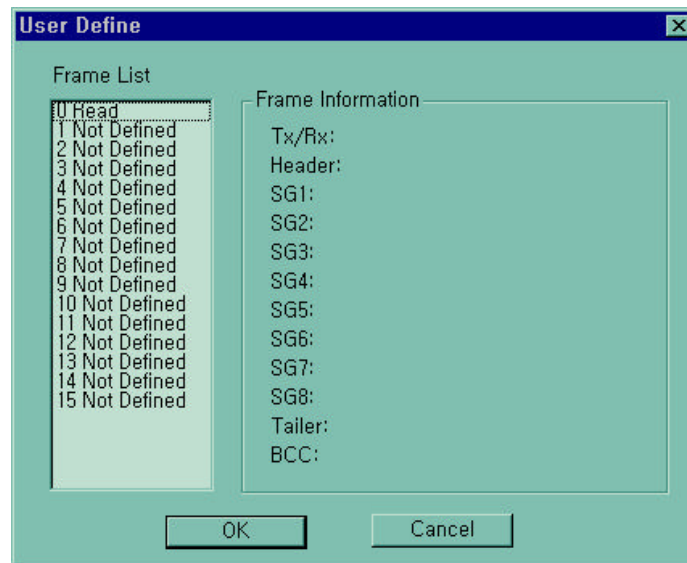 User Define
Frame List
0 Read
1 Not Defined
2 Not Defined
3 Not Defined
4 Not Defined
5 Not Defined
6 Not Defined
7 Not Defined
8 Not Defined
9 Not Defined
10 Not Defined
11 Not Defined
12 Not Defined
13 Not Defined
14 Not Defined
15 Not Defined
Frame Information
Tx/Rx:
Header:
SG1:
SG2:
SG3:
SG4:
SG5:
SG6:
SG7:
SG8:
Tailer:
BCC:
OK
Cancel